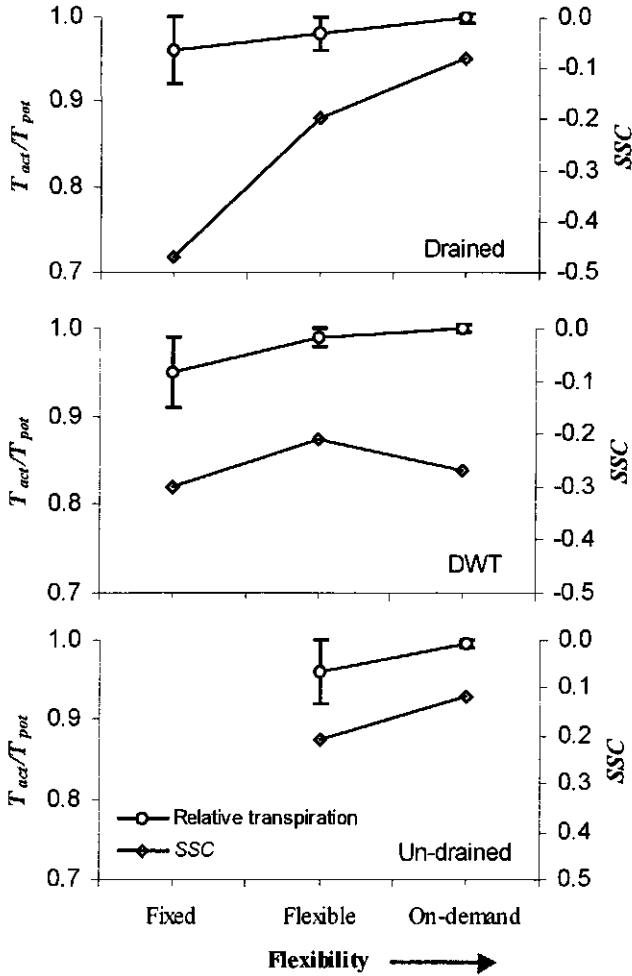 1.0
0.9
0.8
0.7
T act/T pot
0.0
-0.1
-0.2
-0.3
-0.4
-0.5
SSC
Drained
1.0
0.9
0.8
0.7
T act/T pot
0.0
-0.1
-0.2
-0.3
-0.4
-0.5
SSC
DWT
1.0
0.9
0.8
0.7
T act/T pot
0.0
0.1
0.2
0.3
0.4
0.5
SSC
Relative transpiration
SSC
Un-drained
Fixed Flexible On-demand
Flexibility